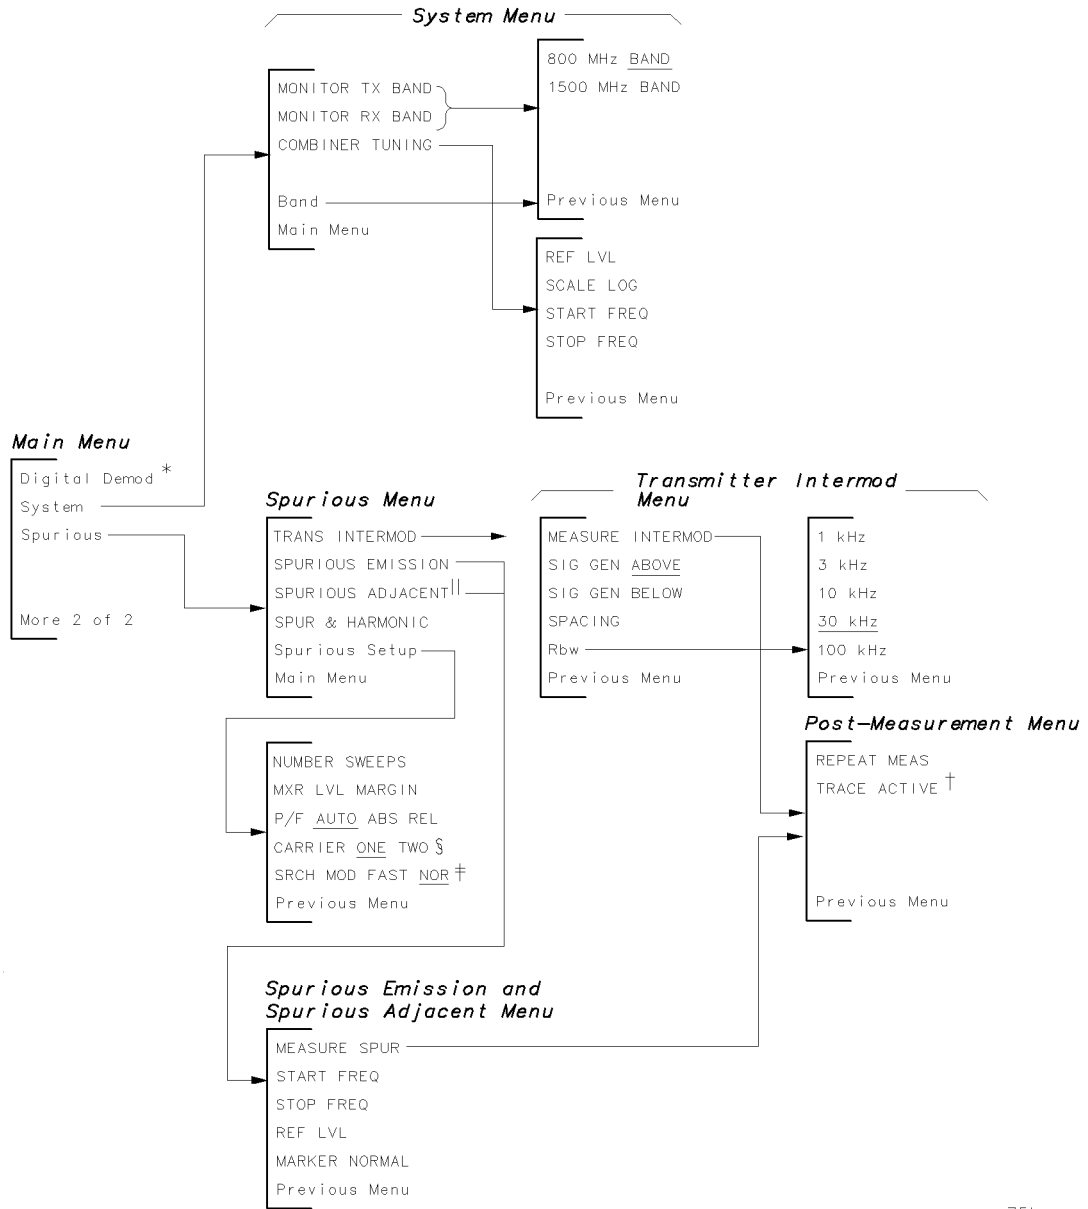 System Menu
MONITOR TX BAND
MONITOR RX BAND
COMBINER TUNING
Band
Main Menu
800 MHz BAND
1500 MHz BAND
Previous Menu
REF LVL
SCALE LOG
START FREQ
STOP FREQ
Previous Menu
Main Menu
Digital Demod *
System
Spurious
More 2 of 2
Spurious Menu
TRANS INTERMOD
SPURIOUS EMISSION
SPURIOUS ADJACENT||
SPUR & HARMONIC
Spurious Setup
Main Menu
Transmitter Intermod
Menu
MEASURE INTERMOD
SIG GEN ABOVE
SIG GEN BELOW
SPACING
Rbw
Previous Menu
1 kHz
3 kHz
10 kHz
30 kHz
100 kHz
Previous Menu
NUMBER SWEEPS
MXR LVL MARGIN
P/F AUTO ABS REL
CARRIER ONE TWO §
SRCH MOD FAST NOR ‡
Previous Menu
Post-Measurement Menu
REPEAT MEAS
TRACE ACTIVE †
Previous Menu
Spurious Emission and
Spurious Adjacent Menu
MEASURE SPUR
START FREQ
STOP FREQ
REF LVL
MARKER NORMAL
Previous Menu